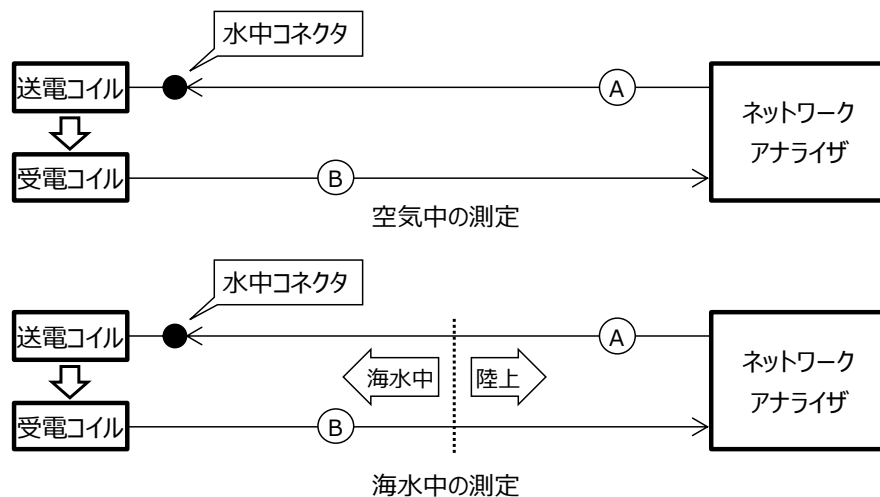 水中コネクタ
送電コイル
A
ネットワーク
アナライザ
受電コイル
B
空気中の測定
水中コネクタ
送電コイル
A
ネットワーク
アナライザ
海水中
陸上
受電コイル
B
海水中の測定